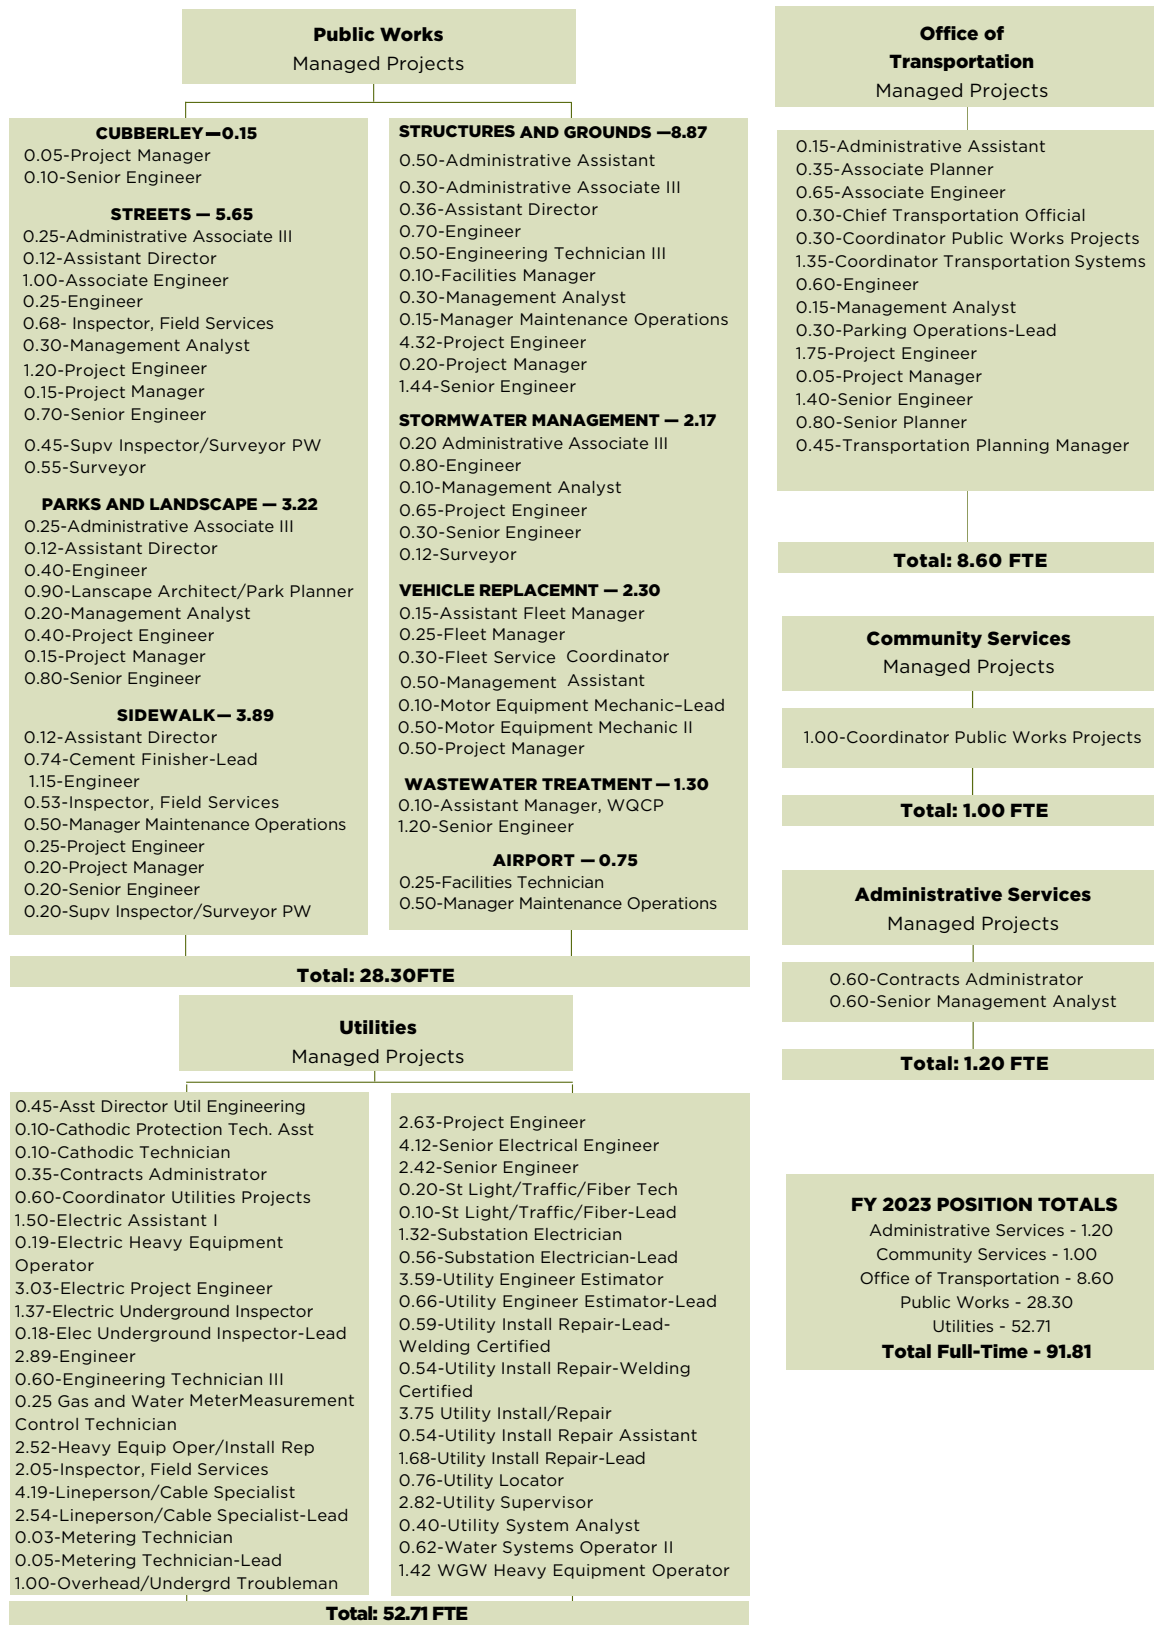 Public Works
Managed Projects
CUBBERLEY—0.15
0.05-Project Manager
0.10-Senior Engineer
STREETS — 5.65
0.25-Administrative Associate III
0.12-Assistant Director
1.00-Associate Engineer
0.25-Engineer
0.68- Inspector, Field Services
0.30-Management Analyst
1.20-Project Engineer
0.15-Project Manager
0.70-Senior Engineer
0.45-Supv Inspector/Surveyor PW
0.55-Surveyor
PARKS AND LANDSCAPE — 3.22
0.25-Administrative Associate III
0.12-Assistant Director
0.40-Engineer
0.90-Lanscape Architect/Park Planner
0.20-Management Analyst
0.40-Project Engineer
0.15-Project Manager
0.80-Senior Engineer
SIDEWALK— 3.89
0.12-Assistant Director
0.74-Cement Finisher-Lead
1.15-Engineer
0.53-Inspector, Field Services
0.50-Manager Maintenance Operations
0.25-Project Engineer
0.20-Project Manager
0.20-Senior Engineer
0.20-Supv Inspector/Surveyor PW
STRUCTURES AND GROUNDS —8.87
0.50-Administrative Assistant
0.30-Administrative Associate III
0.36-Assistant Director
0.70-Engineer
0.50-Engineering Technician III
0.10-Facilities Manager
0.30-Management Analyst
0.15-Manager Maintenance Operations
4.32-Project Engineer
0.20-Project Manager
1.44-Senior Engineer
STORMWATER MANAGEMENT — 2.17
0.20 Administrative Associate III
0.80-Engineer
0.10-Management Analyst
0.65-Project Engineer
0.30-Senior Engineer
0.12-Surveyor
VEHICLE REPLACEMNT — 2.30
0.15-Assistant Fleet Manager
0.25-Fleet Manager
0.30-Fleet Service Coordinator
0.50-Management Assistant
0.10-Motor Equipment Mechanic–Lead
0.50-Motor Equipment Mechanic II
0.50-Project Manager
WASTEWATER TREATMENT— 1.30
0.10-Assistant Manager, WQCP
1.20-Senior Engineer
AIRPORT — 0.75
0.25-Facilities Technician
0.50-Manager Maintenance Operations
Total: 28.30FTE
Utilities
Managed Projects
0.45-Asst Director Util Engineering
0.10-Cathodic Protection Tech. Asst
0.10-Cathodic Technician
0.35-Contracts Administrator
0.60-Coordinator Utilities Projects
1.50-Electric Assistant I
0.19-Electric Heavy Equipment
Operator
3.03-Electric Project Engineer
1.37-Electric Underground Inspector
0.18-Elec Underground Inspector-Lead
2.89-Engineer
0.60-Engineering Technician III
0.25 Gas and Water MeterMeasurement
Control Technician
2.52-Heavy Equip Oper/Install Rep
2.05-Inspector, Field Services
4.19-Lineperson/Cable Specialist
2.54-Lineperson/Cable Specialist-Lead
0.03-Metering Technician
0.05-Metering Technician-Lead
1.00-Overhead/Undergrd Troubleman
2.63-Project Engineer
4.12-Senior Electrical Engineer
2.42-Senior Engineer
0.20-St Light/Traffic/Fiber Tech
0.10-St Light/Traffic/Fiber-Lead
1.32-Substation Electrician
0.56-Substation Electrician-Lead
3.59-Utility Engineer Estimator
0.66-Utility Engineer Estimator-Lead
0.59-Utility Install Repair-Lead-
Welding Certified
0.54-Utility Install Repair-Welding
Certified
3.75 Utility Install/Repair
0.54-Utility Install Repair Assistant
1.68-Utility Install Repair-Lead
0.76-Utility Locator
2.82-Utility Supervisor
0.40-Utility System Analyst
0.62-Water Systems Operator II
1.42 WGW Heavy Equipment Operator
Total: 52.71 FTE
Office of
Transportation
Managed Projects
0.15-Administrative Assistant
0.35-Associate Planner
0.65-Associate Engineer
0.30-Chief Transportation Official
0.30-Coordinator Public Works Projects
1.35-Coordinator Transportation Systems
0.60-Engineer
0.15-Management Analyst
0.30-Parking Operations-Lead
1.75-Project Engineer
0.05-Project Manager
1.40-Senior Engineer
0.80-Senior Planner
0.45-Transportation Planning Manager
Total: 8.60 FTE
Community Services
Managed Projects
1.00-Coordinator Public Works Projects
Total: 1.00 FTE
Administrative Services
Managed Projects
0.60-Contracts Administrator
0.60-Senior Management Analyst
Total: 1.20 FTE
FY 2023 POSITION TOTALS
Administrative Services - 1.20
Community Services - 1.00
Office of Transportation - 8.60
Public Works - 28.30
Utilities - 52.71
Total Full-Time - 91.81